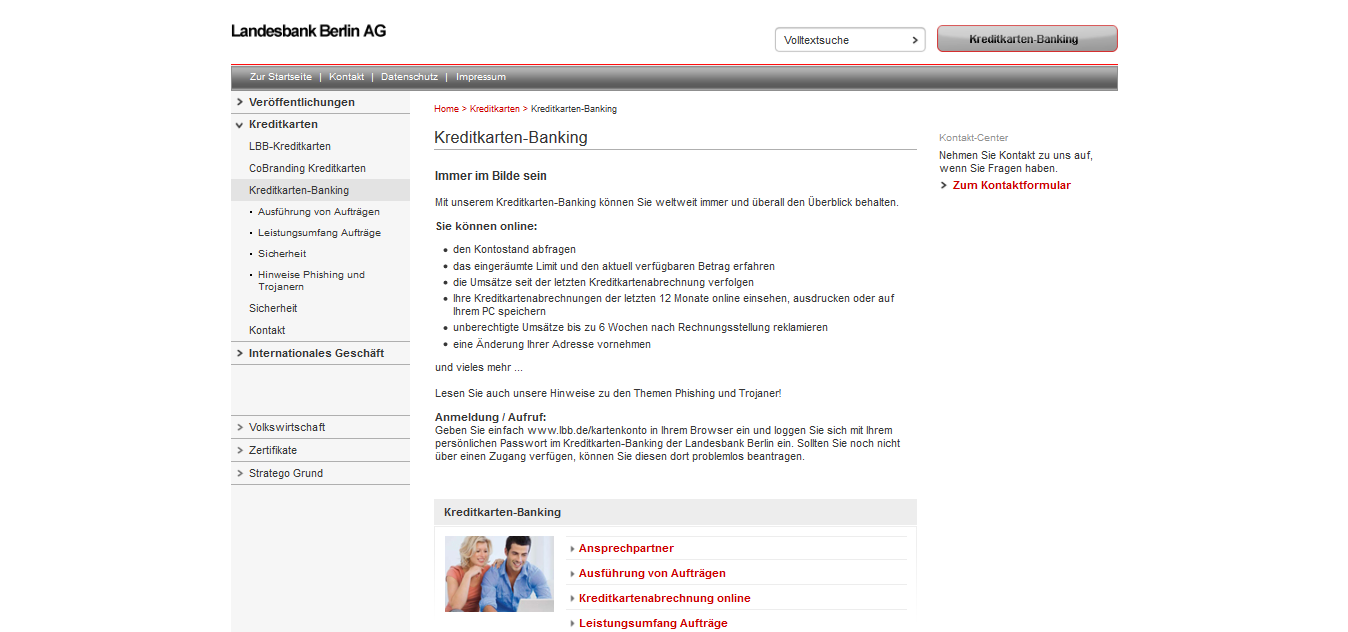 Landesbank Berlin AG
Volltextsuche
Kreditkarten-Banking
Zur Startseite | Kontakt | Datenschutz | Impressum
Veröffentlichungen
Kreditkarten
LBB-Kreditkarten
CoBranding Kreditkarten
Kreditkarten-Banking
Ausführung von Aufträgen
Leistungsumfang Aufträge
Sicherheit
Hinweise Phishing und
Trojanern
Sicherheit
Kontakt
Internationales Geschäft
Volkswirtschaft
Zertifikate
Stratego Grund
Home > Kreditkarten > Kreditkarten-Banking
Kreditkarten-Banking
Immer im Bilde sein
Mit unserem Kreditkarten-Banking können Sie weltweit immer und überall den Überblick behalten.
Sie können online:
• den Kontostand abfragen
• das eingeräumte Limit und den aktuell verfügbaren Betrag erfahren
• die Umsätze seit der letzten Kreditkartenabrechnung verfolgen
• Ihre Kreditkartenabrechnungen der letzten 12 Monate online einsehen, ausdrucken oder auf
Ihrem PC speichern
• unberechtigte Umsätze bis zu 6 Wochen nach Rechnungsstellung reklamieren
• eine Änderung Ihrer Adresse vornehmen
und vieles mehr ...
Lesen Sie auch unsere Hinweise zu den Themen Phishing und Trojaner!
Anmeldung / Aufruf:
Geben Sie einfach www.lbb.de/kartenkonto in Ihrem Browser ein und loggen Sie sich mit Ihrem
persönlichen Passwort im Kreditkarten-Banking der Landesbank Berlin ein. Sollten Sie noch nicht
über einen Zugang verfügen, können Sie diesen dort problemlos beantragen.
Kreditkarten-Banking
Ansprechpartner
Ausführung von Aufträgen
Kreditkartenabrechnung online
Leistungsumfang Aufträge
Kontakt-Center
Nehmen Sie Kontakt zu uns auf,
wenn Sie Fragen haben.
Zum Kontaktformular